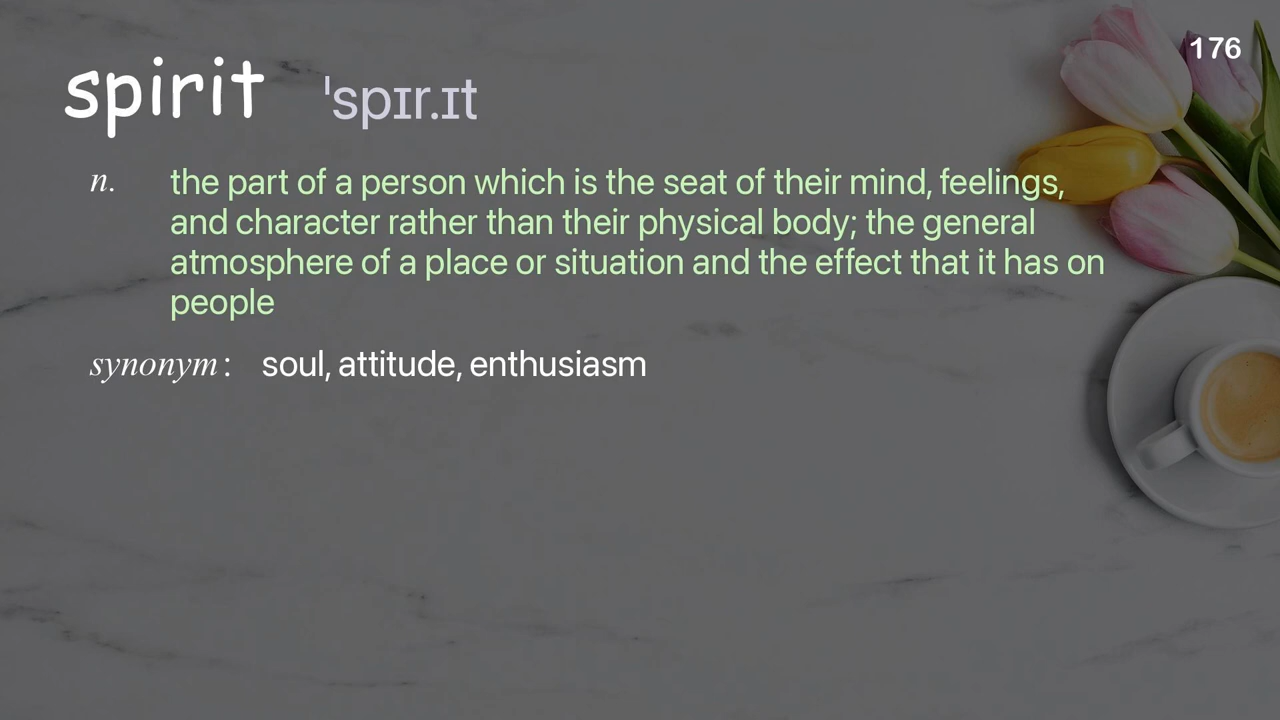 176
spirit ˈspɪr.ɪt
n. the part of a person which is the seat of their mind, feelings,
and character rather than their physical body; the general
atmosphere of a place or situation and the effect that it has on
people
synonym: soul, attitude, enthusiasm